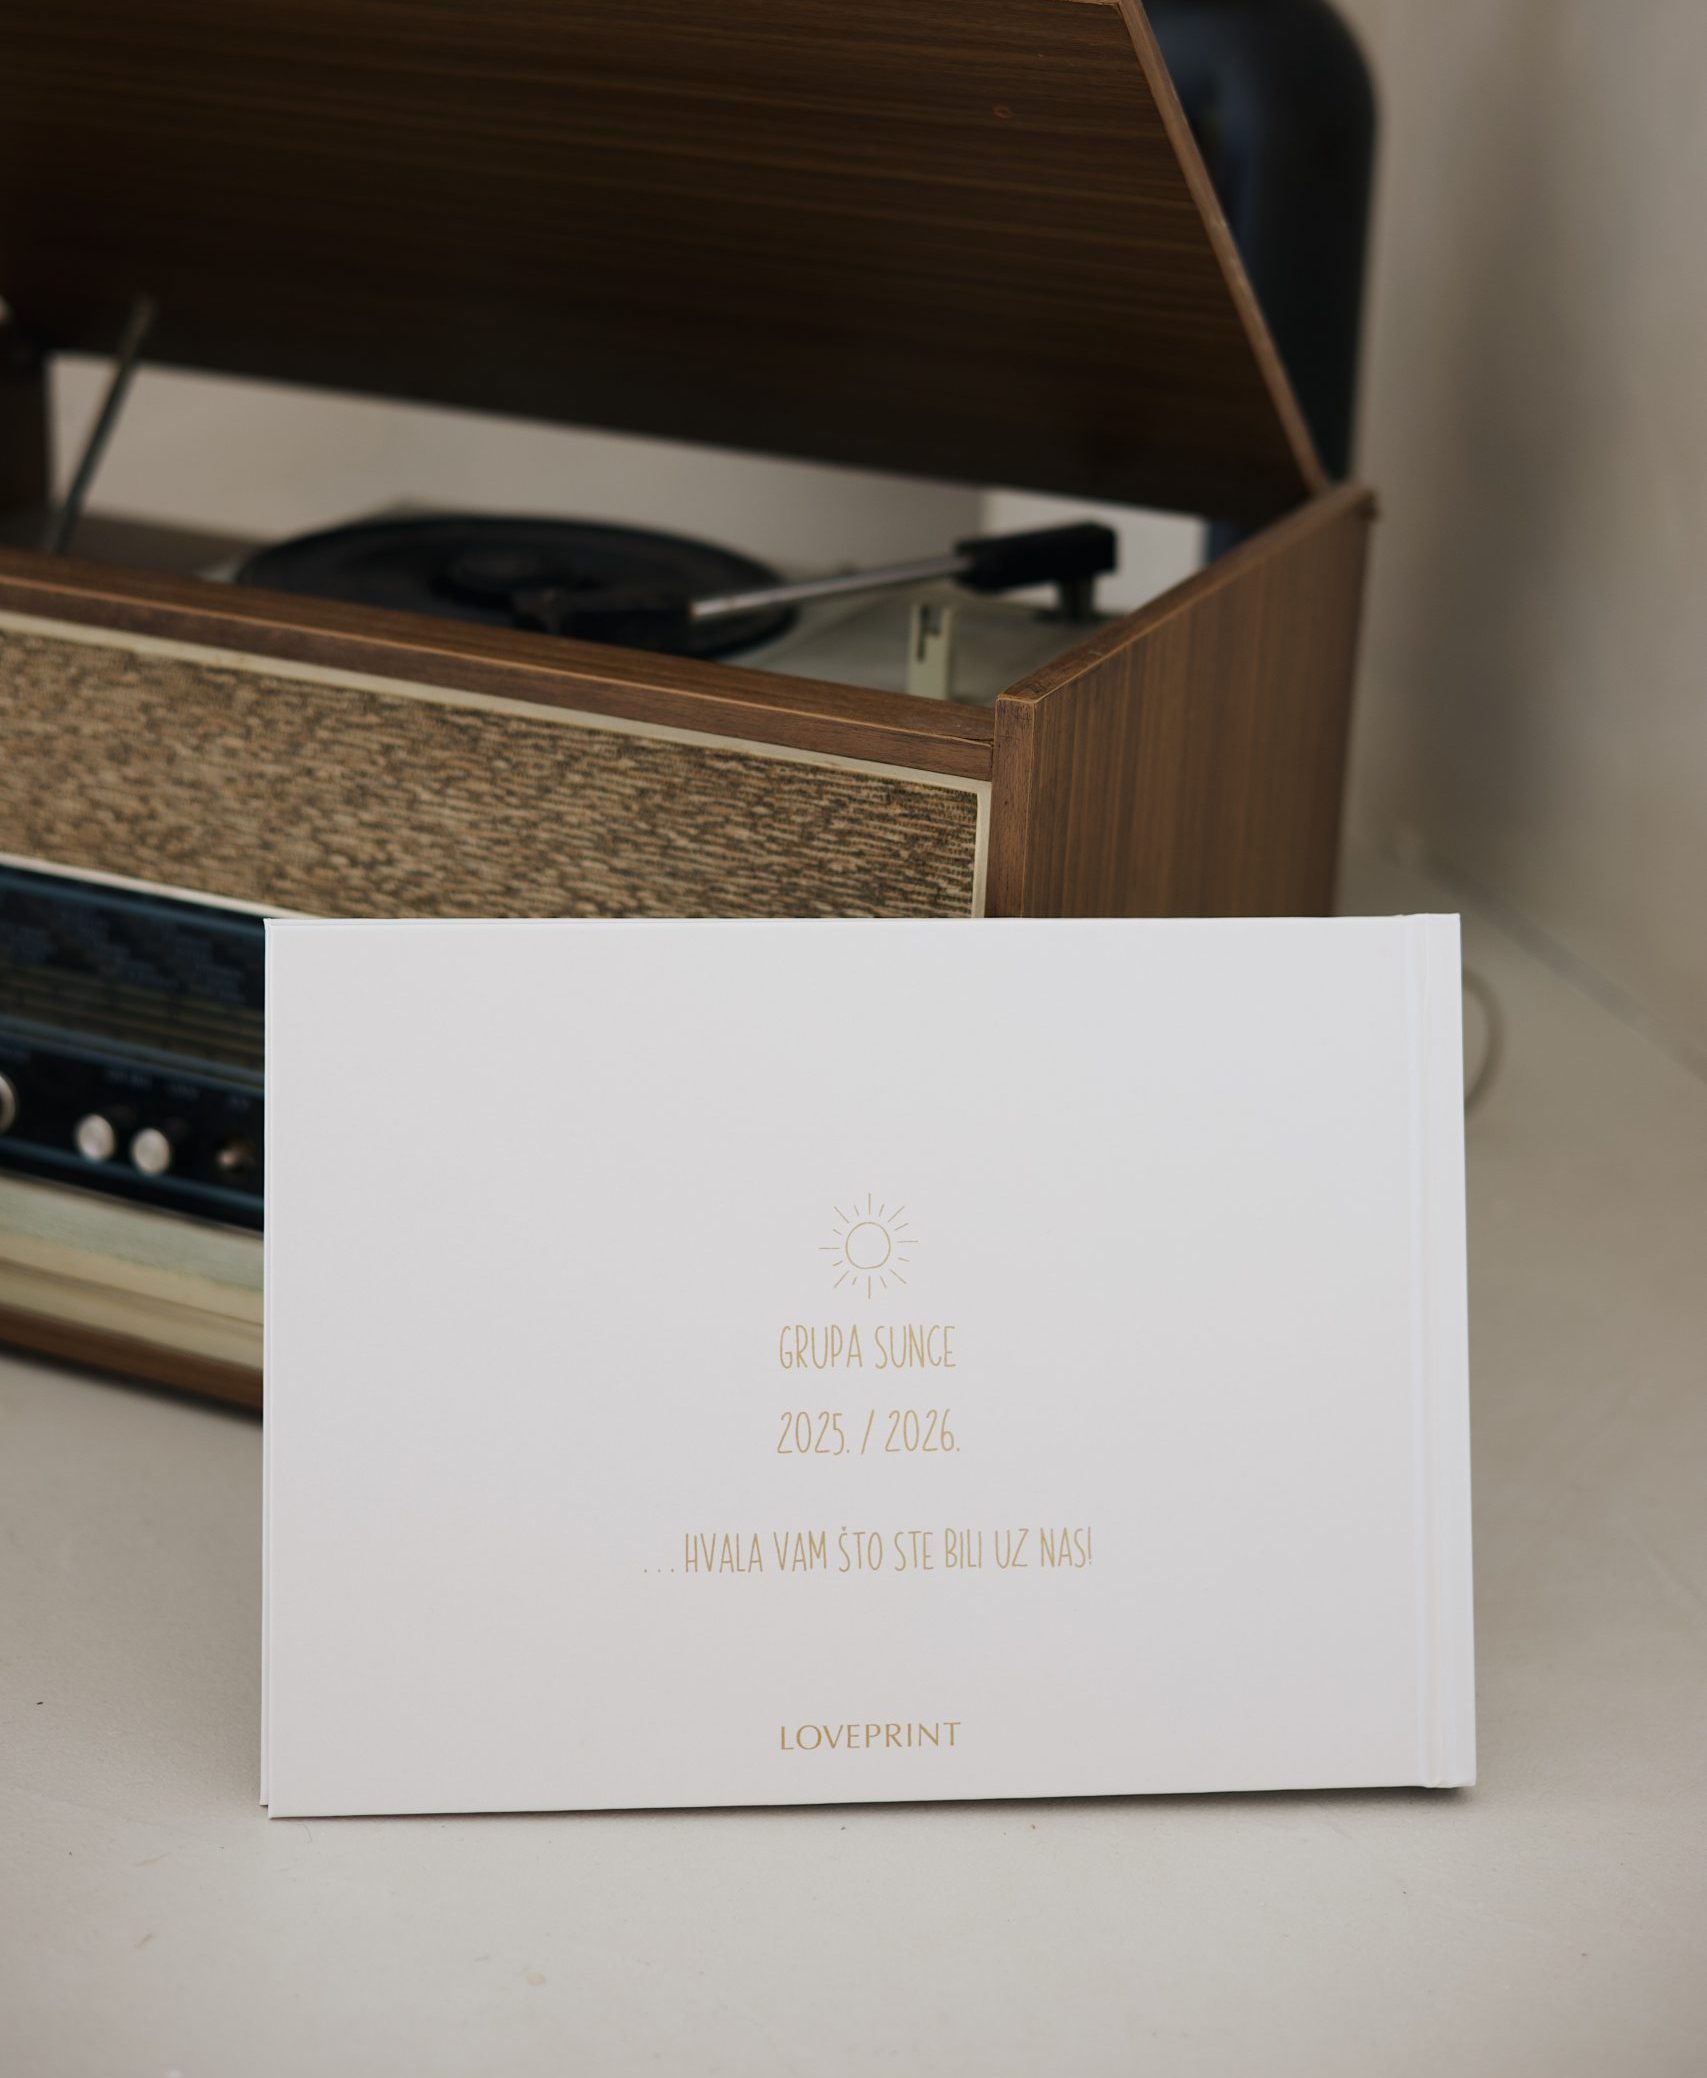 GRUPA SUNCE
2025. / 2026.
... HVALA VAM ŠTO STE BILI UZ NAS!
LOVEPRINT